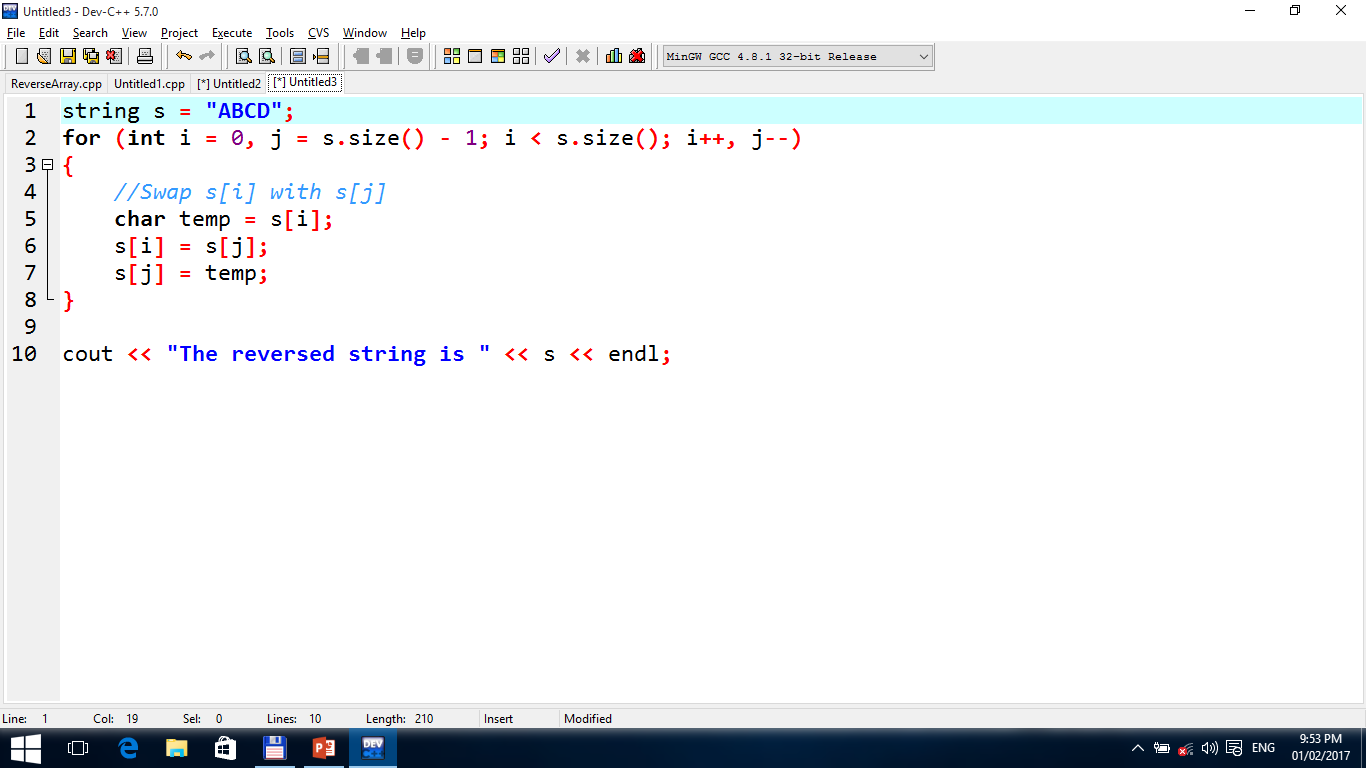 Untitled3 - Dev-C++ 5.7.0
File Edit Search View Project Execute Tools CVS Window Help
MinGW GCC 4.8.1 32-bit Release
ReverseArray.cpp Untitled1.cpp [*] Untitled2 [*] Untitled3
1 string s = "ABCD";
2 for (int i = 0, j = s.size() - 1; i < s.size(); i++, j--)
3 {
4 //Swap s[i] with s[j]
5 char temp = s[i];
6 s[i] = s[j];
7 s[j] = temp;
8 }
9
10 cout << "The reversed string is " << s << endl;
Line: 1 Col: 19 Sel: 0 Lines: 10 Length: 210 Insert Modified
DEV C++ ENG 9:53 PM
01/02/2017